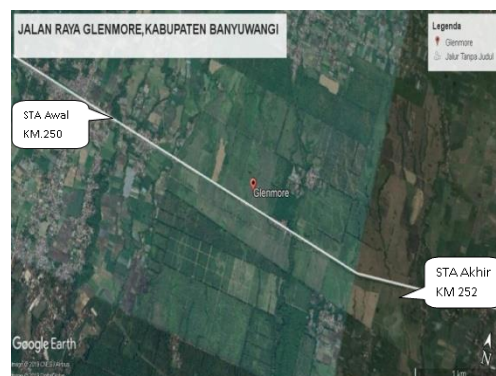 JALAN RAYA GLENMORE,KABUPATEN BANYUWANGI
Legenda
Glenmore
Jalur Tanpa Judul
STA Awal
KM.250
Glenmore
STA Akhir
KM 252
Google Earth
N
1 km